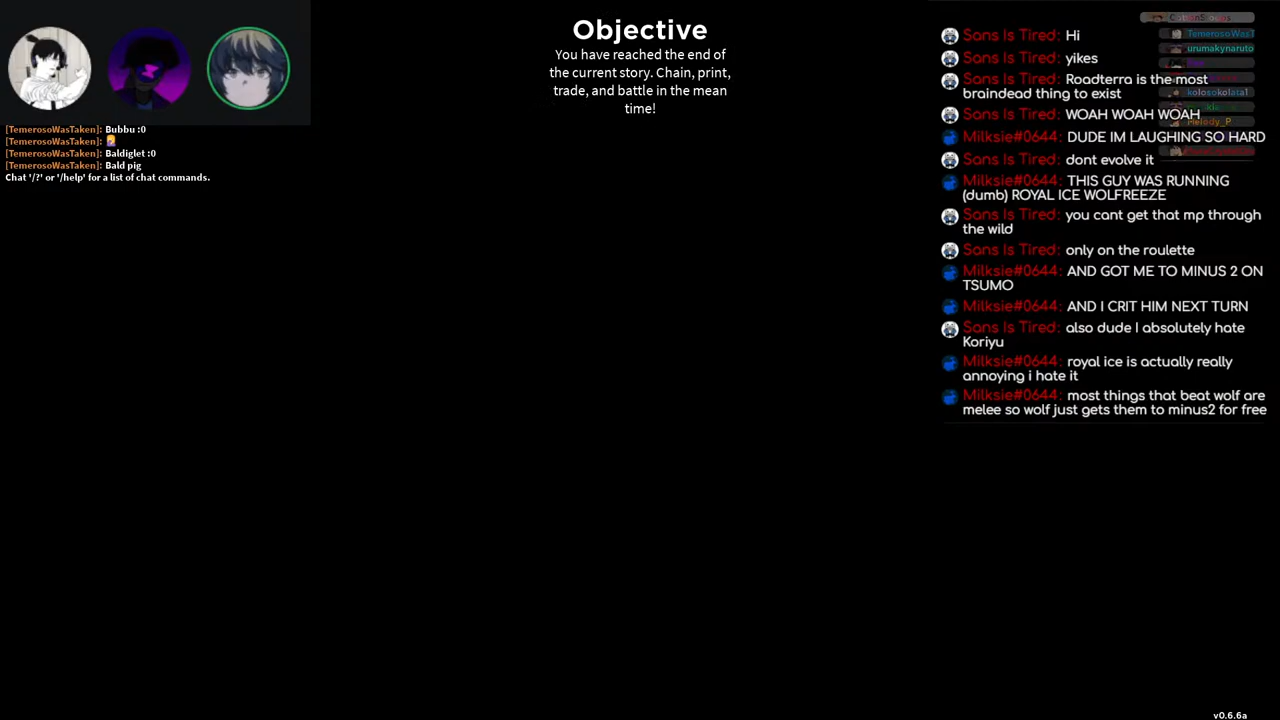 Objective
You have reached the end of
the current story. Chain, print,
trade, and battle in the mean
time!
[TemerosoWasTaken]: Bubbu :0
[TemerosoWasTaken]:
[TemerosoWasTaken]: Baldiglet :0
[TemerosoWasTaken]: Bald pig
Chat '/?' or '/help' for a list of chat commands.
Sans Is Tired: Hi
Sans Is Tired: yikes
Sans Is Tired: Roadterra is the most
braindead thing to exist
Sans Is Tired: WOAH WOAH WOAH
Milksie#0644: DUDE IM LAUGHING SO HARD
Sans Is Tired: dont evolve it
Milksie#0644: THIS GUY WAS RUNNING
(dumb) ROYAL ICE WOLFREEZE
Sans Is Tired: you cant get that mp through
the wild
Sans Is Tired: only on the roulette
Milksie#0644: AND GOT ME TO MINUS 2 ON
TSUMO
Milksie#0644: AND I CRIT HIM NEXT TURN
Sans Is Tired: also dude I absolutely hate
Koriyu
Milksie#0644: royal ice is actually really
annoying i hate it
Milksie#0644: most things that beat wolf are
melee so wolf just gets them to minus2 for free
TemerosoWasT
urumakynaruto
kolosokolatal
Melody_P
v0.6.6a